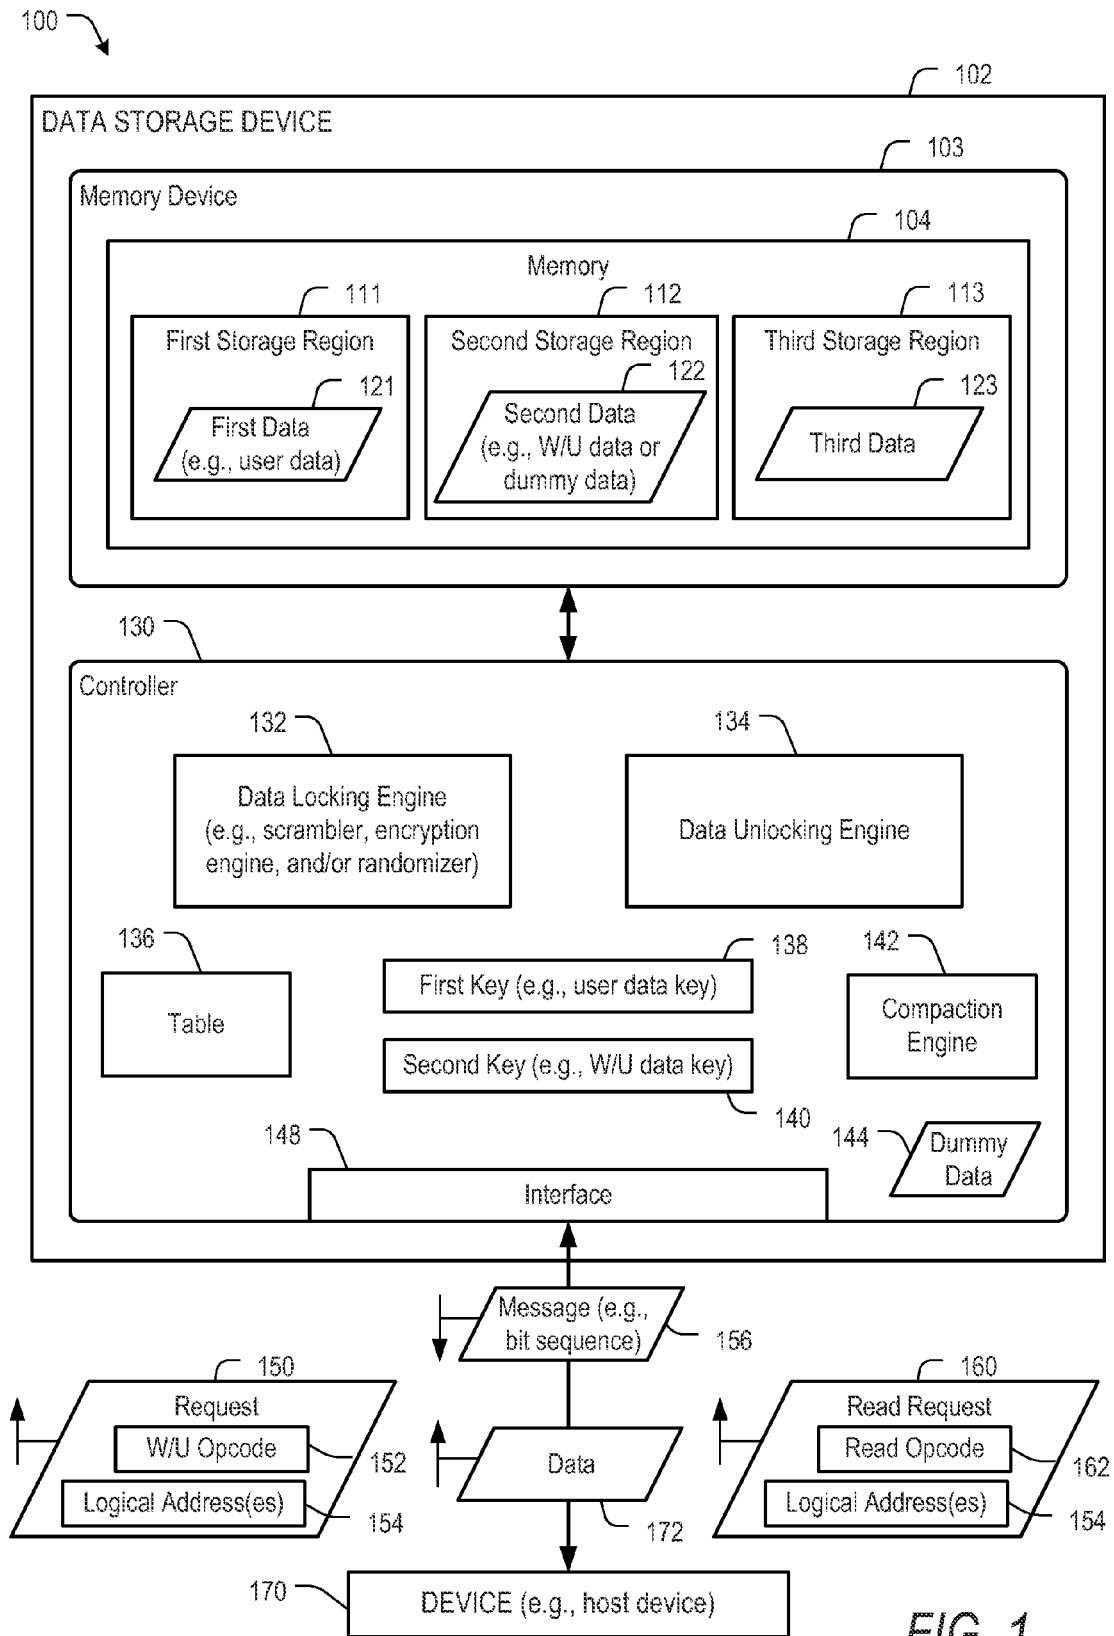 100
102
DATA STORAGE DEVICE
103
Memory Device
104
Memory
111
112
113
First Storage Region
Second Storage Region
Third Storage Region
121
122
123
First Data
(e.g., user data)
Second Data
(e.g., W/U data or
dummy data)
Third Data
130
Controller
132
134
Data Locking Engine
(e.g., scrambler, encryption
engine, and/or randomizer)
Data Unlocking Engine
136
138
142
Table
First Key (e.g., user data key)
Compaction
Engine
Second Key (e.g., W/U data key)
140
144
Dummy
Data
148
Interface
Message (e.g.,
bit sequence)
156
150
Request
W/U Opcode
152
Logical Address(es)
154
Data
172
160
Read Request
Read Opcode
162
Logical Address(es)
154
170
DEVICE (e.g., host device)
FIG. 1